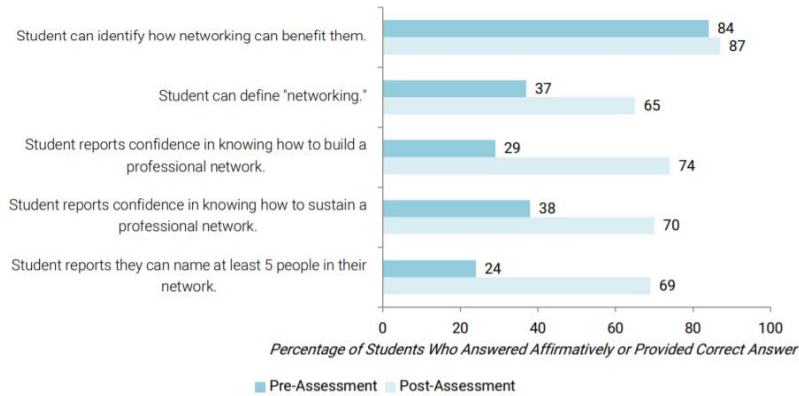 Student can identify how networking can benefit them.
84
87
Student can define "networking."
37
65
Student reports confidence in knowing how to build a
professional network.
29
74
Student reports confidence in knowing how to sustain a
professional network.
38
70
Student reports they can name at least 5 people in their
network.
24
69
0 20 40 60 80 100
Percentage of Students Who Answered Affirmatively or Provided Correct Answer
Pre-Assessment Post-Assessment